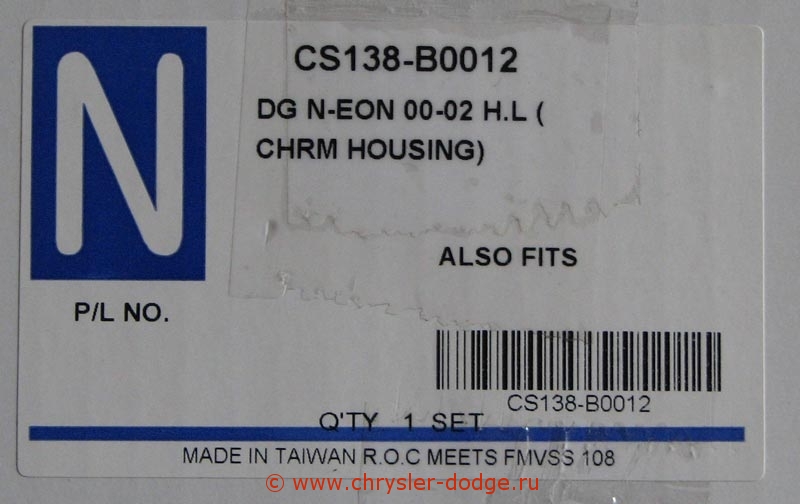 N
CS138-B0012
DG N-EON 00-02 H.L (
CHRM HOUSING)
ALSO FITS
P/L NO.
CS138-B0012
Q'TY 1 SET
MADE IN TAIWAN R.O.C MEETS FMVSS 108
© www.chrysler-dodge.ru